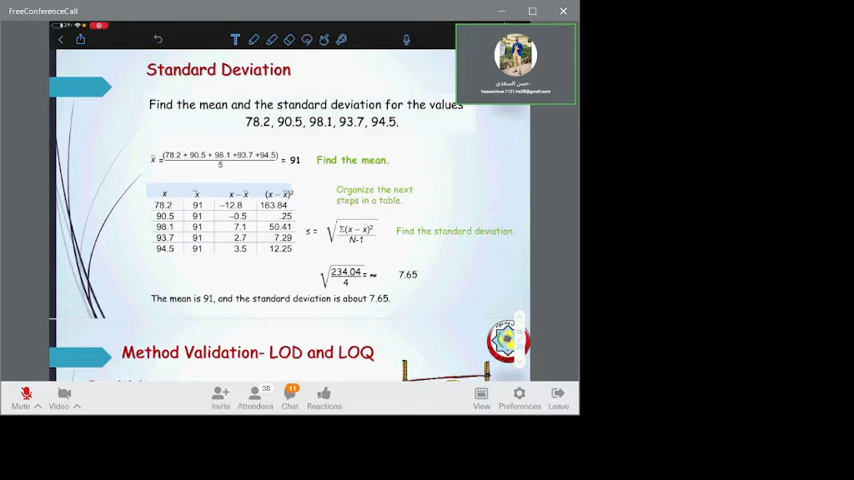 FreeConferenceCall
Standard Deviation
Find the mean and the standard deviation for the values
78.2, 90.5, 98.1, 93.7, 94.5.
x̄ =(78.2 + 90.5 + 98.1 +93.7 +94.5)/5 = 91 Find the mean.
x x̄ x – x̄ (x – x̄)²
78.2 91 –12.8 163.84
90.5 91 –0.5 .25
98.1 91 7.1 50.41
93.7 91 2.7 7.29
94.5 91 3.5 12.25
Organize the next
steps in a table.
s = √(Σ(x – x̄)²/N-1) Find the standard deviation.
√(234.04/4) = ≈ 7.65
The mean is 91, and the standard deviation is about 7.65.
Method Validation- LOD and LOQ
حسن السعدي
38
11
Mute
Video
Invite
Attendees
Chat
Reactions
View
Preferences
Leave